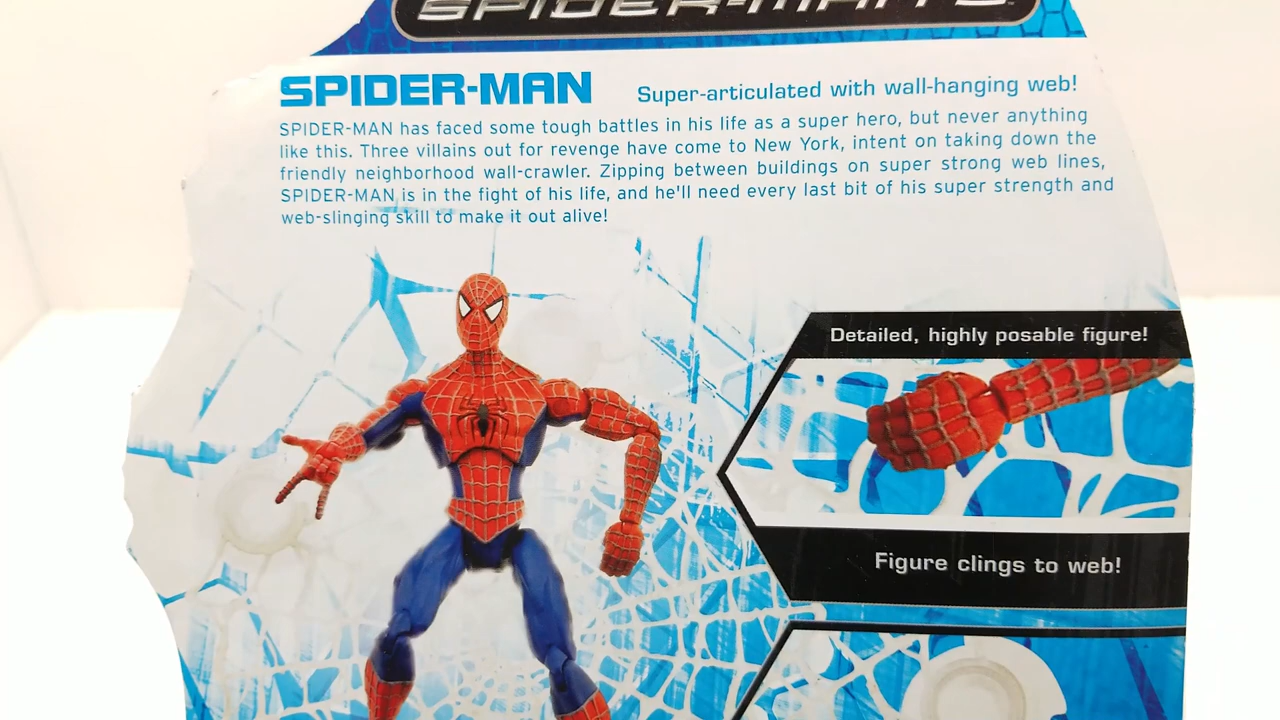 SPIDER-MAN 3
SPIDER-MAN Super-articulated with wall-hanging web!
SPIDER-MAN has faced some tough battles in his life as a super hero, but never anything
like this. Three villains out for revenge have come to New York, intent on taking down the
friendly neighborhood wall-crawler. Zipping between buildings on super strong web lines,
SPIDER-MAN is in the fight of his life, and he'll need every last bit of his super strength and
web-slinging skill to make it out alive!
Detailed, highly posable figure!
Figure clings to web!